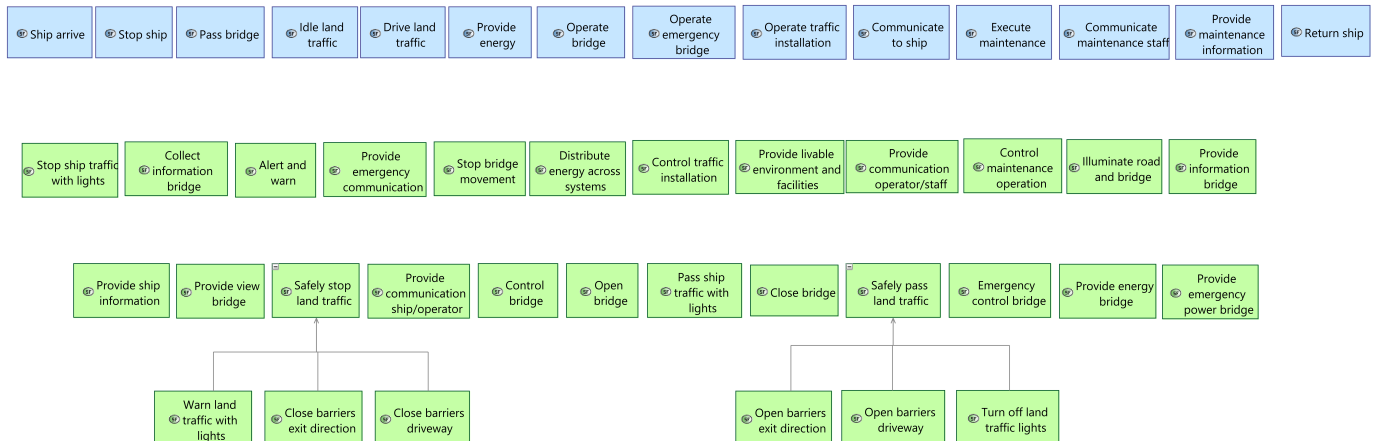 Ship arrive
Stop ship
Pass bridge
Idle land
traffic
Drive land
traffic
Provide
energy
Operate
bridge
Operate
emergency
bridge
Operate traffic
installation
Communicate
to ship
Execute
maintenance
Communicate
maintenance staff
Provide
maintenance
information
Return ship
Stop ship traffic
with lights
Collect
information
bridge
Alert and
warn
Provide
emergency
communication
Stop bridge
movement
Distribute
energy across
systems
Control traffic
installation
Provide livable
environment and
facilities
Provide
communication
operator/staff
Control
maintenance
operation
Illuminate road
and bridge
Provide
information
bridge
Provide ship
information
Provide view
bridge
Safely stop
land traffic
Provide
communication
ship/operator
Control
bridge
Open
bridge
Pass ship
traffic with
lights
Close bridge
Safely pass
land traffic
Emergency
control bridge
Provide energy
bridge
Provide
emergency
power bridge
Warn land
traffic with
lights
Close barriers
exit direction
Close barriers
driveway
Open barriers
exit direction
Open barriers
driveway
Turn off land
traffic lights